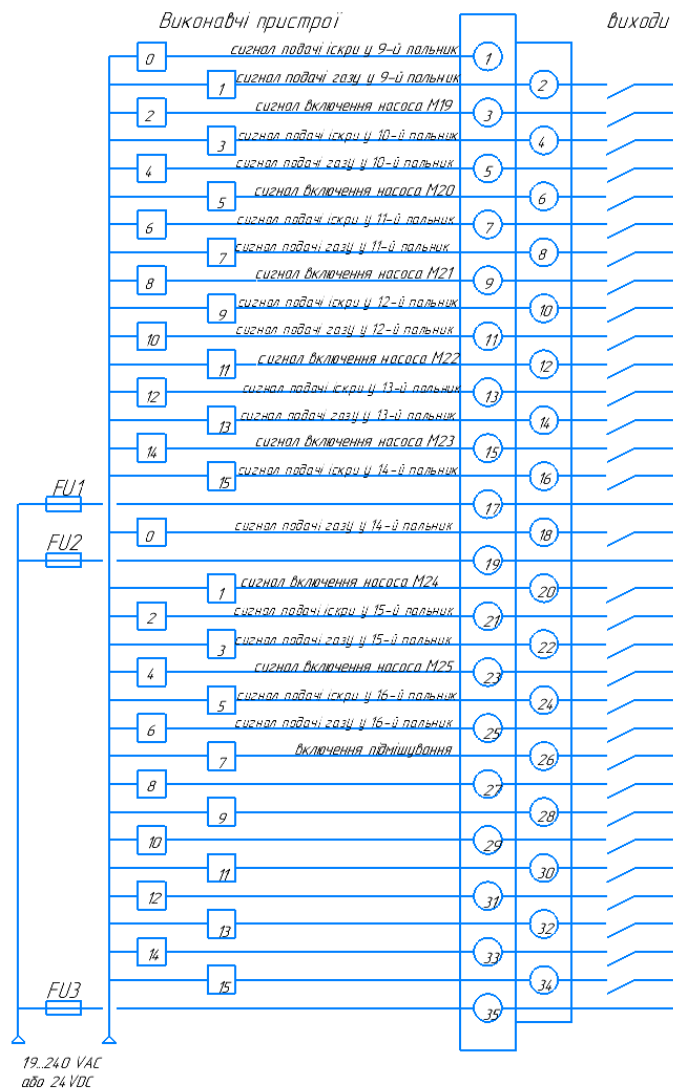 Виконавчі пристрої виходи
0 сигнал подачі іскри у 9-й пальник 1
1 сигнал подачі газу у 9-й пальник 2
2 сигнал включення насоса М19 3
3 сигнал подачі іскри у 10-й пальник 4
4 сигнал подачі газу у 10-й пальник 5
5 сигнал включення насоса М20 6
6 сигнал подачі іскри у 11-й пальник 7
7 сигнал подачі газу у 11-й пальник 8
8 сигнал включення насоса М21 9
9 сигнал подачі іскри у 12-й пальник 10
10 сигнал подачі газу у 12-й пальник 11
11 сигнал включення насоса М22 12
12 сигнал подачі іскри у 13-й пальник 13
13 сигнал подачі газу у 13-й пальник 14
14 сигнал включення насоса М23 15
15 сигнал подачі іскри у 14-й пальник 16
FU1 17
0 сигнал подачі газу у 14-й пальник 18
FU2 19
1 сигнал включення насоса М24 20
2 сигнал подачі іскри у 15-й пальник 21
3 сигнал подачі газу у 15-й пальник 22
4 сигнал включення насоса М25 23
5 сигнал подачі іскри у 16-й пальник 24
6 сигнал подачі газу у 16-й пальник 25
7 включення підмішування 26
8 27
9 28
10 29
11 30
12 31
13 32
14 33
15 34
FU3 35
19...240 VAC
або 24VDC